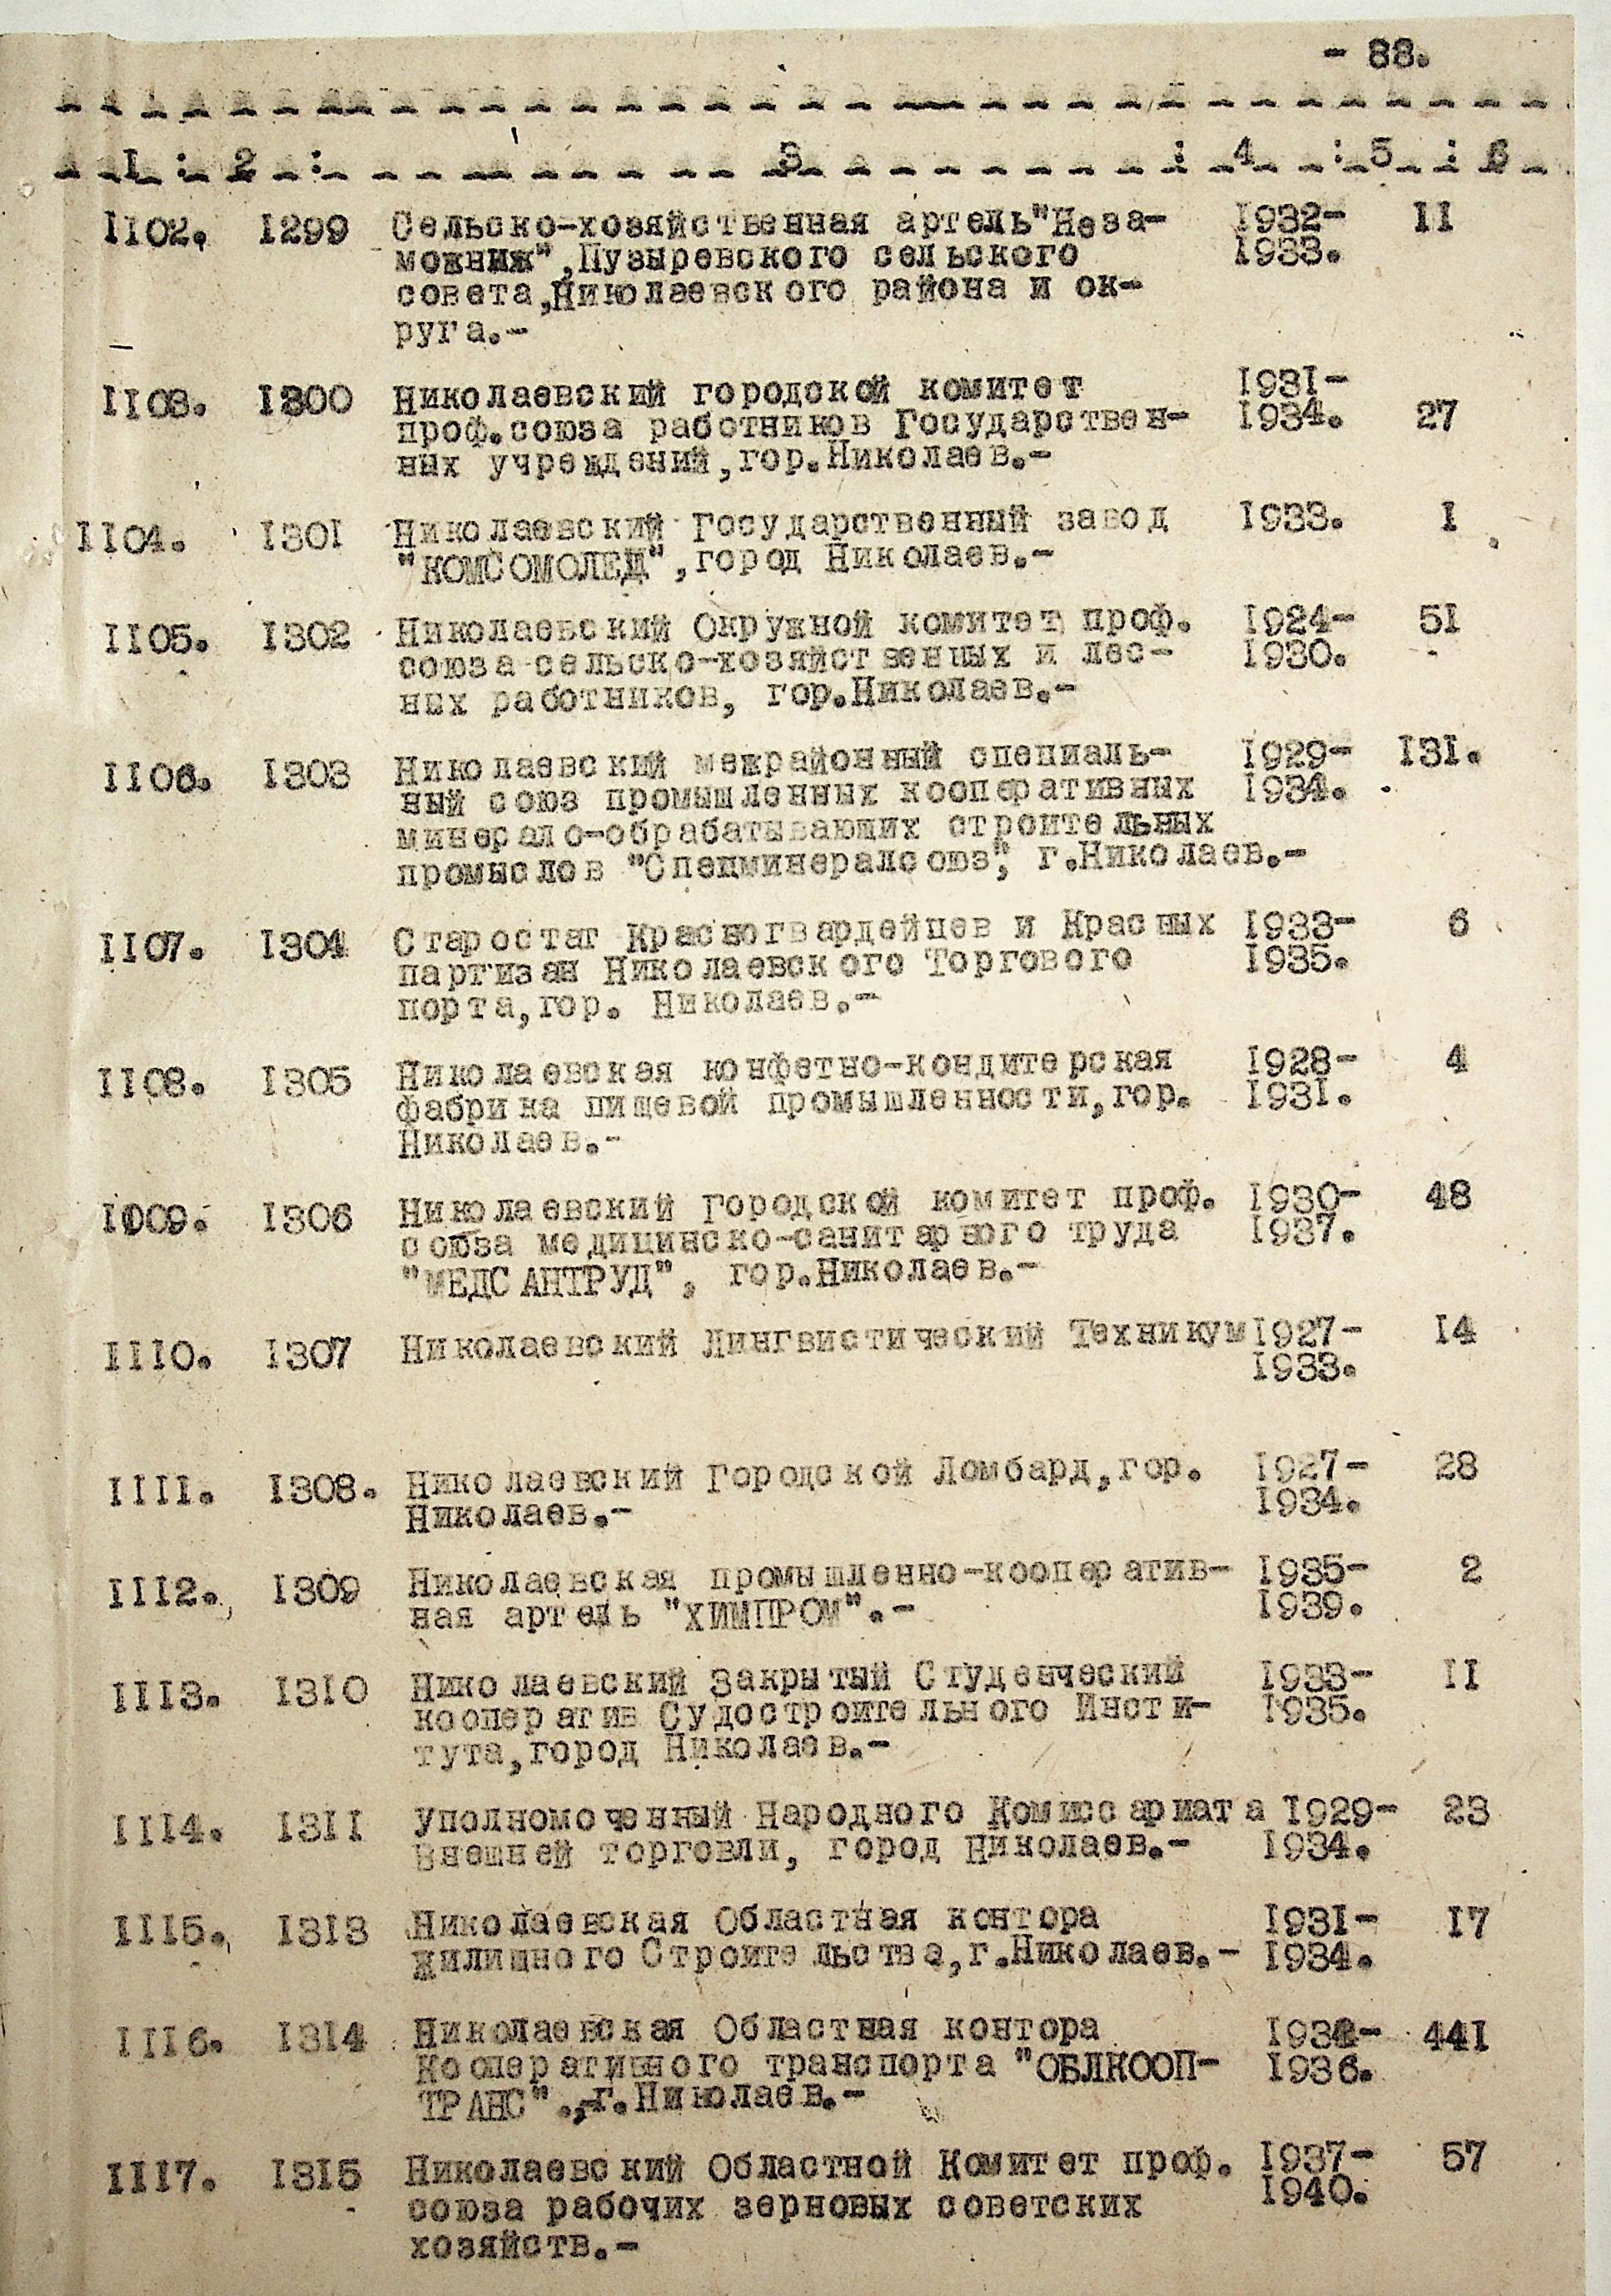 - 88.
1 : 2 : 3 : 4 : 5 : 6
1102. 1299 Сельско-хозяйственная артель"Неза- 1932- 11
можник",Пузыревского сельского 1933.
совета,Николаевского района и ок-
руга.-
1103. 1300 Николаевский городской комитет 1931-
проф.союза работников Государствен- 1934. 27
ных учреждений,гор.Николаев.-
1104. 1301 Николаевский Государственный завод 1933. 1
"КОМСОМОЛЕЦ",город Николаев.-
1105. 1302 Николаевский Окружной комитет проф. 1924- 51
союза сельско-хозяйственных и лес- 1930.
ных работников, гор.Николаев.-
1106. 1303 Николаевский межрайонный специаль- 1929- 131.
ный союз промышленных кооперативных 1934.
минерало-обрабатывающих строительных
промыслов "Спецминералсоюз", г.Николаев.-
1107. 1304 Старостат Красногвардейцев и Красных 1933- 6
партизан Николаевского Торгового 1935.
порта,гор. Николаев.-
1108. 1305 Николаевская конфетно-кондитерская 1928- 4
фабрика пищевой промышленности,гор. 1931.
Николаев.-
1009. 1306 Николаевский Городской комитет проф. 1930- 48
союза медицинско-санитарного труда 1937.
"МЕДСАНТРУД", гор.Николаев.-
1110. 1307 Николаевский Лингвистический Техникум 1927- 14
1933.
1111. 1308. Николаевский Городской Ломбард,гор. 1927- 28
Николаев.- 1934.
1112. 1309 Николаевская промышленно-кооператив- 1935- 2
ная артель "ХИМПРОМ".- 1939.
1113. 1310 Николаевский Закрытый Студенческий 1933- 11
кооператив Судостроительного Инсти- 1935.
тута,город Николаев.-
1114. 1311 Уполномоченный Народного Комиссариата 1929- 23
Внешней торговли, город Николаев.- 1934.
1115. 1313 Николаевская Областная контора 1931- 17
жилищного Строительства,г.Николаев.- 1934.
1116. 1314 Николаевская Областная контора 1934- 441
Кооперативного транспорта "ОБЛКООП- 1936.
ТРАНС".,г.Николаев.-
1117. 1315 Николаевский Областной Комитет проф. 1937- 57
союза рабочих зерновых советских 1940.
хозяйств.-